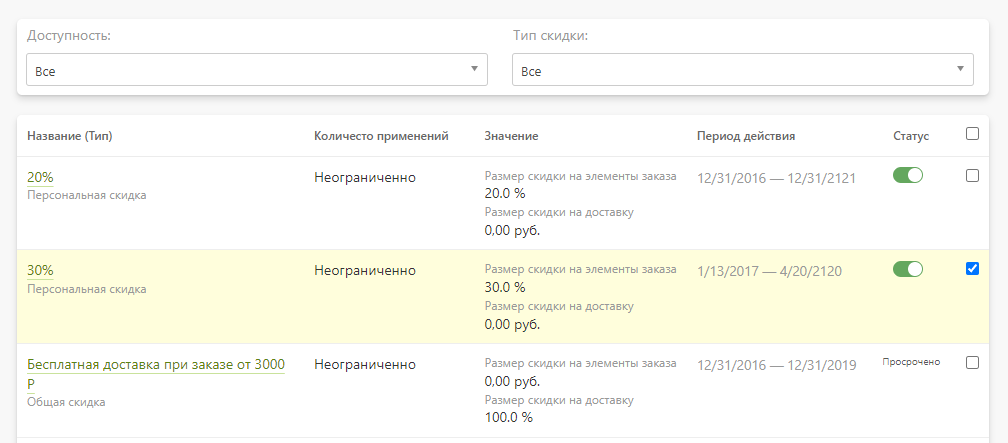 Доступность: Тип скидки:
Все Все
Название (Тип) Количесто применений Значение Период действия Статус
20% Неограниченно Размер скидки на элементы заказа 12/31/2016 — 12/31/2121
Персональная скидка 20.0 %
Размер скидки на доставку
0,00 руб.
30% Неограниченно Размер скидки на элементы заказа 1/13/2017 — 4/20/2120
Персональная скидка 30.0 %
Размер скидки на доставку
0,00 руб.
Бесплатная доставка при заказе от 3000 Неограниченно Размер скидки на элементы заказа 12/31/2016 — 12/31/2019 Просрочено
Р 0,00 руб.
Общая скидка Размер скидки на доставку
100.0 %